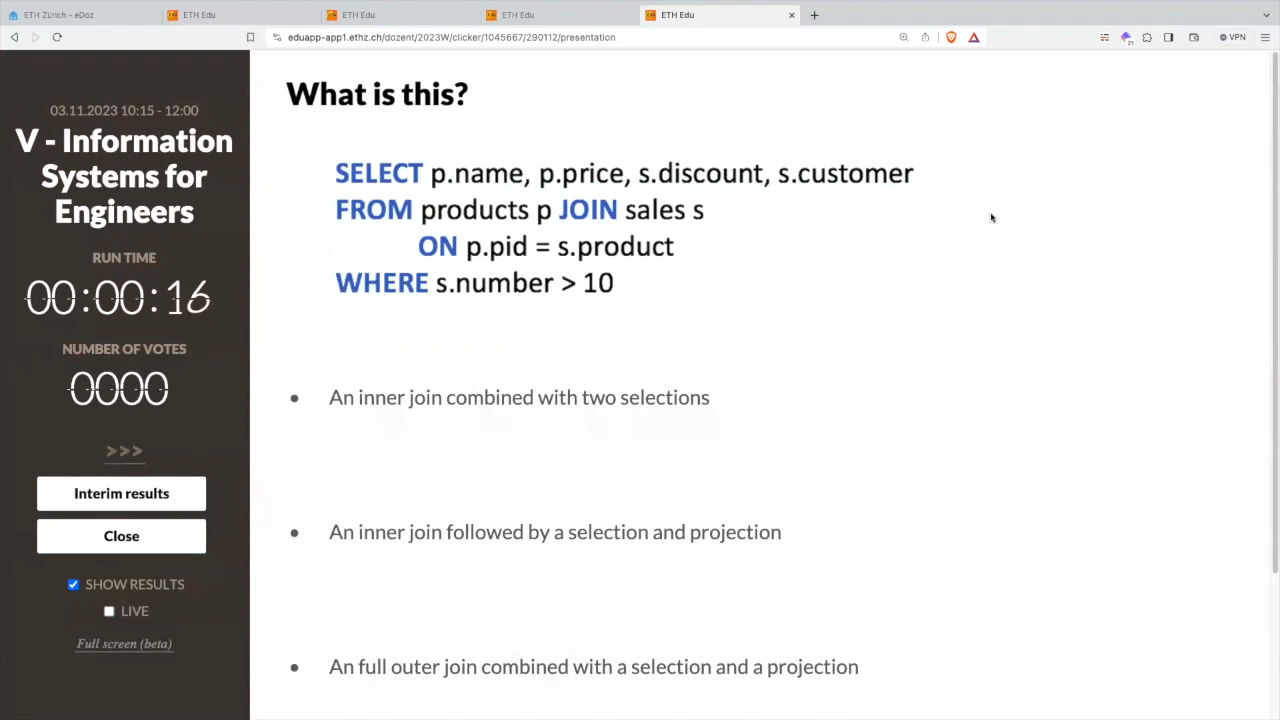 ETH Zürich - eDoz
ETH Edu
ETH Edu
ETH Edu
ETH Edu
eduapp-app1.ethz.ch/dozent/2023W/clicker/1045667/290112/presentation
21
VPN
03.11.2023 10:15 - 12:00
V - Information
Systems for
Engineers
RUN TIME
00:00:16
NUMBER OF VOTES
0000
>>>
Interim results
Close
SHOW RESULTS
LIVE
Full screen (beta)
What is this?
SELECT p.name, p.price, s.discount, s.customer
FROM products p JOIN sales s
ON p.pid = s.product
WHERE s.number > 10
• An inner join combined with two selections
• An inner join followed by a selection and projection
• An full outer join combined with a selection and a projection